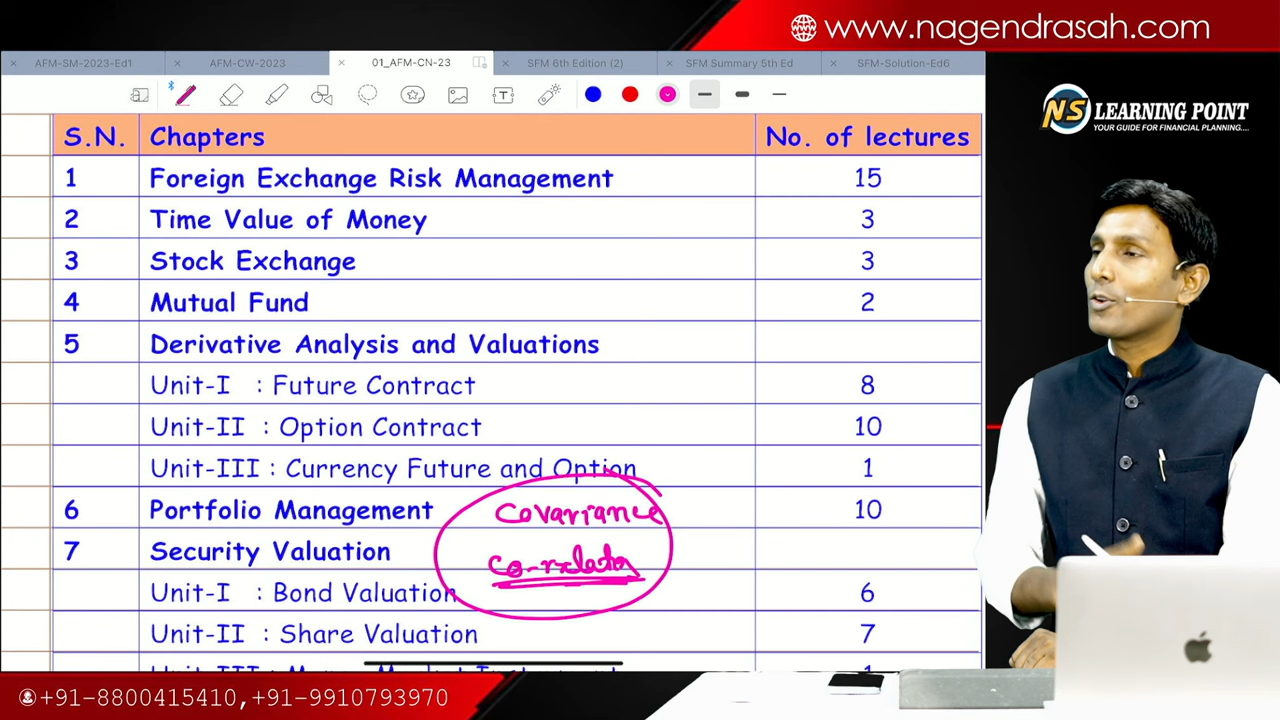 www.nagendrasah.com
AFM-SM-2023-Ed1
AFM-CW-2023
01_AFM-CN-23
SFM 6th Edition (2)
SFM Summary 5th Ed
SFM-Solution-Ed6
NS LEARNING POINT
YOUR GUIDE FOR FINANCIAL PLANNING....
S.N. Chapters No. of lectures
1 Foreign Exchange Risk Management 15
2 Time Value of Money 3
3 Stock Exchange 3
4 Mutual Fund 2
5 Derivative Analysis and Valuations
Unit-I : Future Contract 8
Unit-II : Option Contract 10
Unit-III : Currency Future and Option 1
6 Portfolio Management 10
Covariance
7 Security Valuation
Unit-I : Bond Valuation 6
Unit-II : Share Valuation 7
+91-8800415410,+91-9910793970